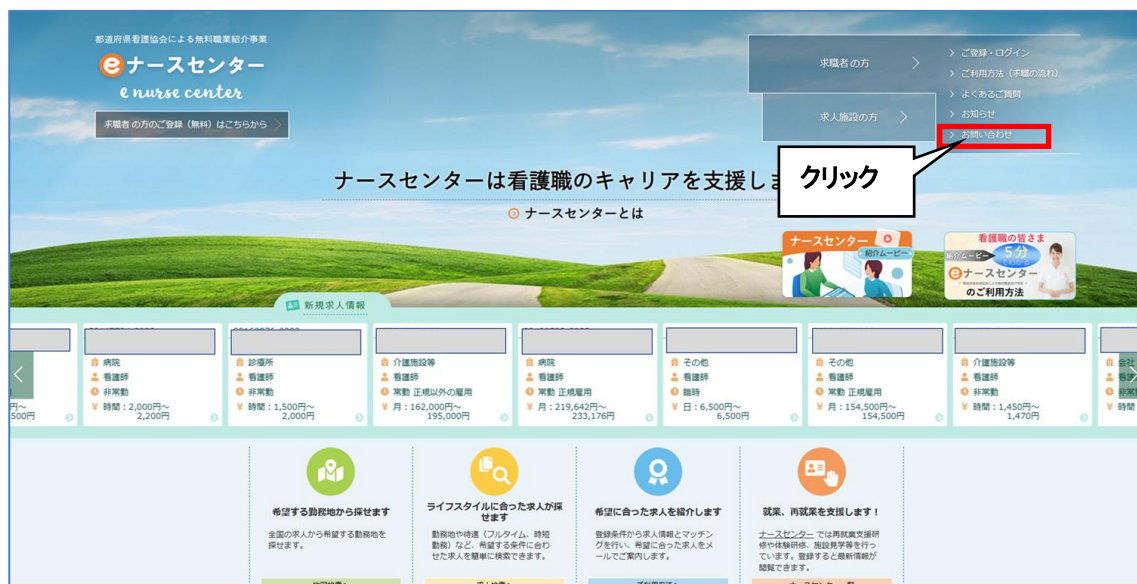 都道府県看護協会による無料職業紹介事業
eナースセンター
e nurse center
求職者の方のご登録（無料）はこちらから
求職者の方
求人施設の方
ご登録・ログイン
ご利用方法（求職の流れ）
よくあるご質問
お知らせ
お問い合わせ
クリック
ナースセンターは看護職のキャリアを支援しま
ナースセンターとは
ナースセンター
紹介ムービー
看護職の皆さま
紹介ムービー
5分
ナースセンター
のご利用方法
新規求人情報
円～
500円
病院
看護師
非常勤
時間：2,000円～
2,200円
診療所
看護師
非常勤
時間：1,500円～
2,000円
介護施設等
看護師
常勤 正規以外の雇用
月：162,000円～
195,000円
病院
看護師
常勤 正規雇用
月：219,642円～
233,176円
その他
看護師
臨時
日：6,500円～
6,500円
その他
看護師
常勤 正規雇用
月：154,500円～
154,500円
介護施設等
看護師
非常勤
時間：1,450円～
1,470円
会社
看護
非常勤
時間
希望する勤務地から探せます
全国の求人から希望する勤務地を
探せます。
ライフスタイルに合った求人が探
せます
勤務地や待遇（フルタイム、時短
勤務）など、希望する条件に合わ
せた求人を簡単に検索できます。
希望に合った求人を紹介します
登録条件から求人情報とマッチン
グを行い、希望に合った求人をメ
ールでご案内します。
就業、再就業を支援します！
ナースセンター では再就業支援研
修や体験研修、施設見学等を行っ
ています。登録すると最新情報が
閲覧できます。